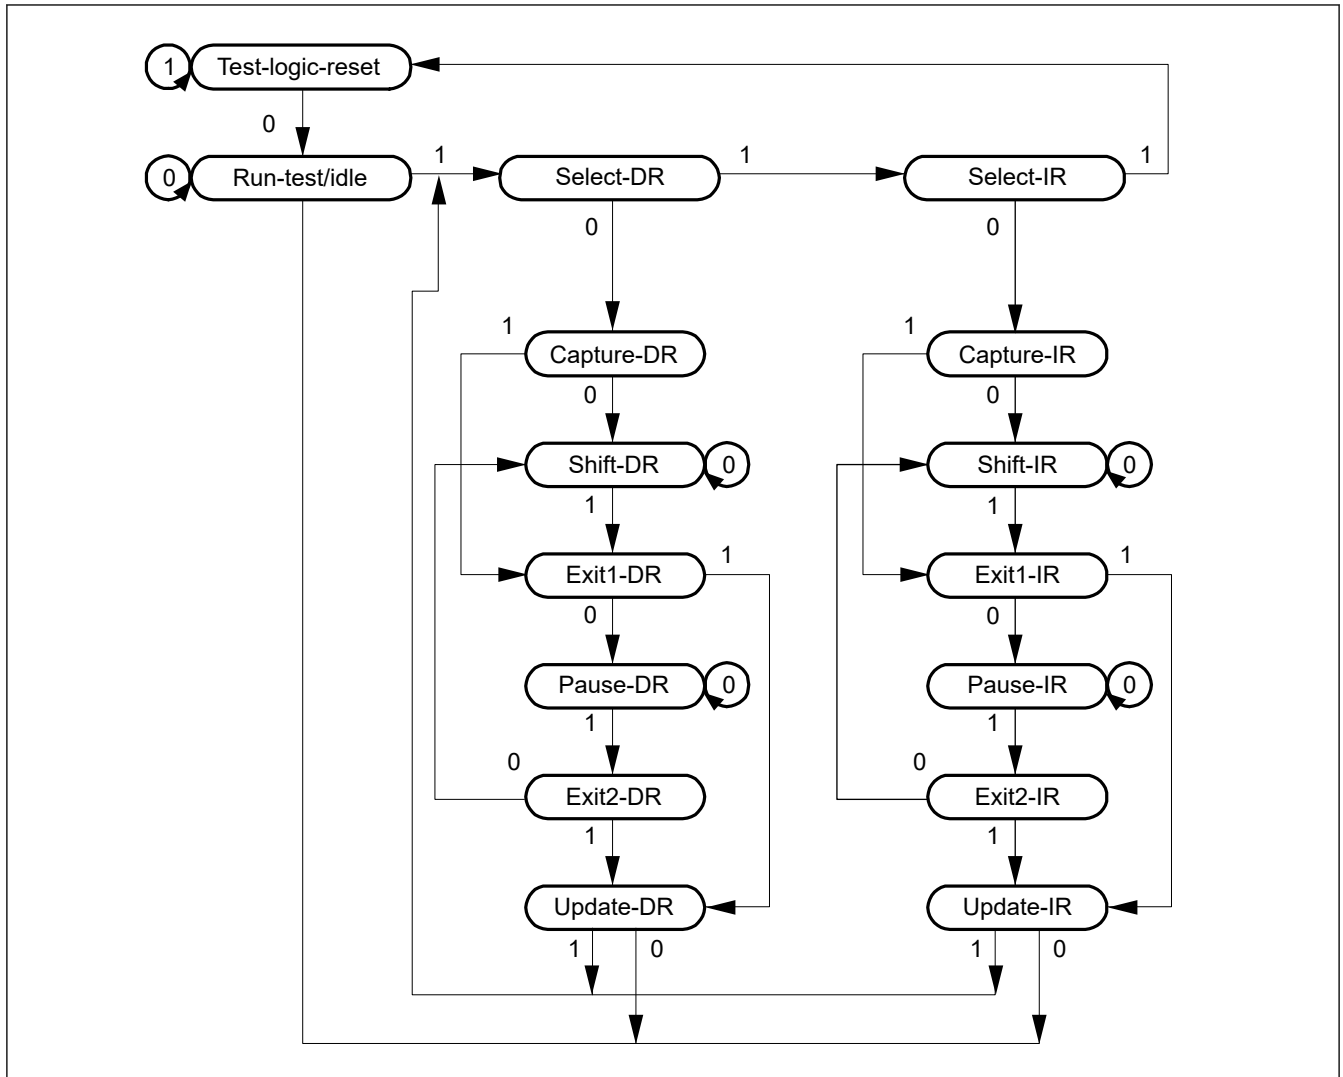 1
Test-logic-reset
0
0
Run-test/idle
1
Select-DR
1
Select-IR
1
0
0
1
Capture-DR
1
Capture-IR
0
0
Shift-DR
0
Shift-IR
0
1
1
Exit1-DR
1
Exit1-IR
1
0
0
Pause-DR
0
Pause-IR
0
1
1
0
Exit2-DR
0
Exit2-IR
1
1
Update-DR
Update-IR
1
0
1
0